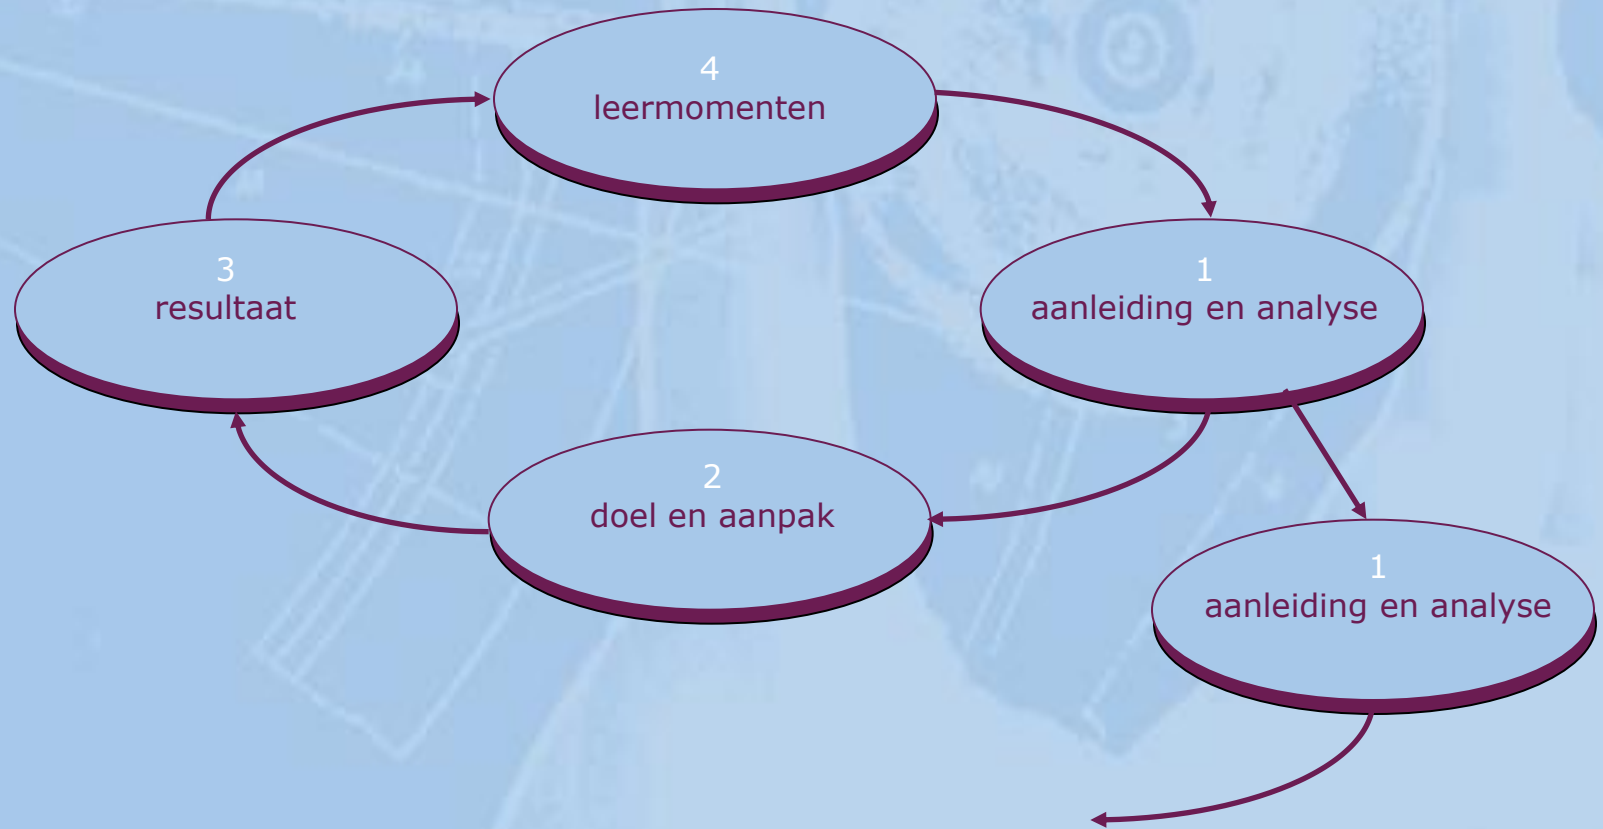 4
leermomenten
3
resultaat
1
aanleiding en analyse
2
doel en aanpak
1
aanleiding en analyse